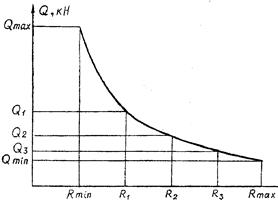 Q, кН
Qmax
Q1
Q2
Q3
Qmin
Rmin R1 R2 R3 Rmax